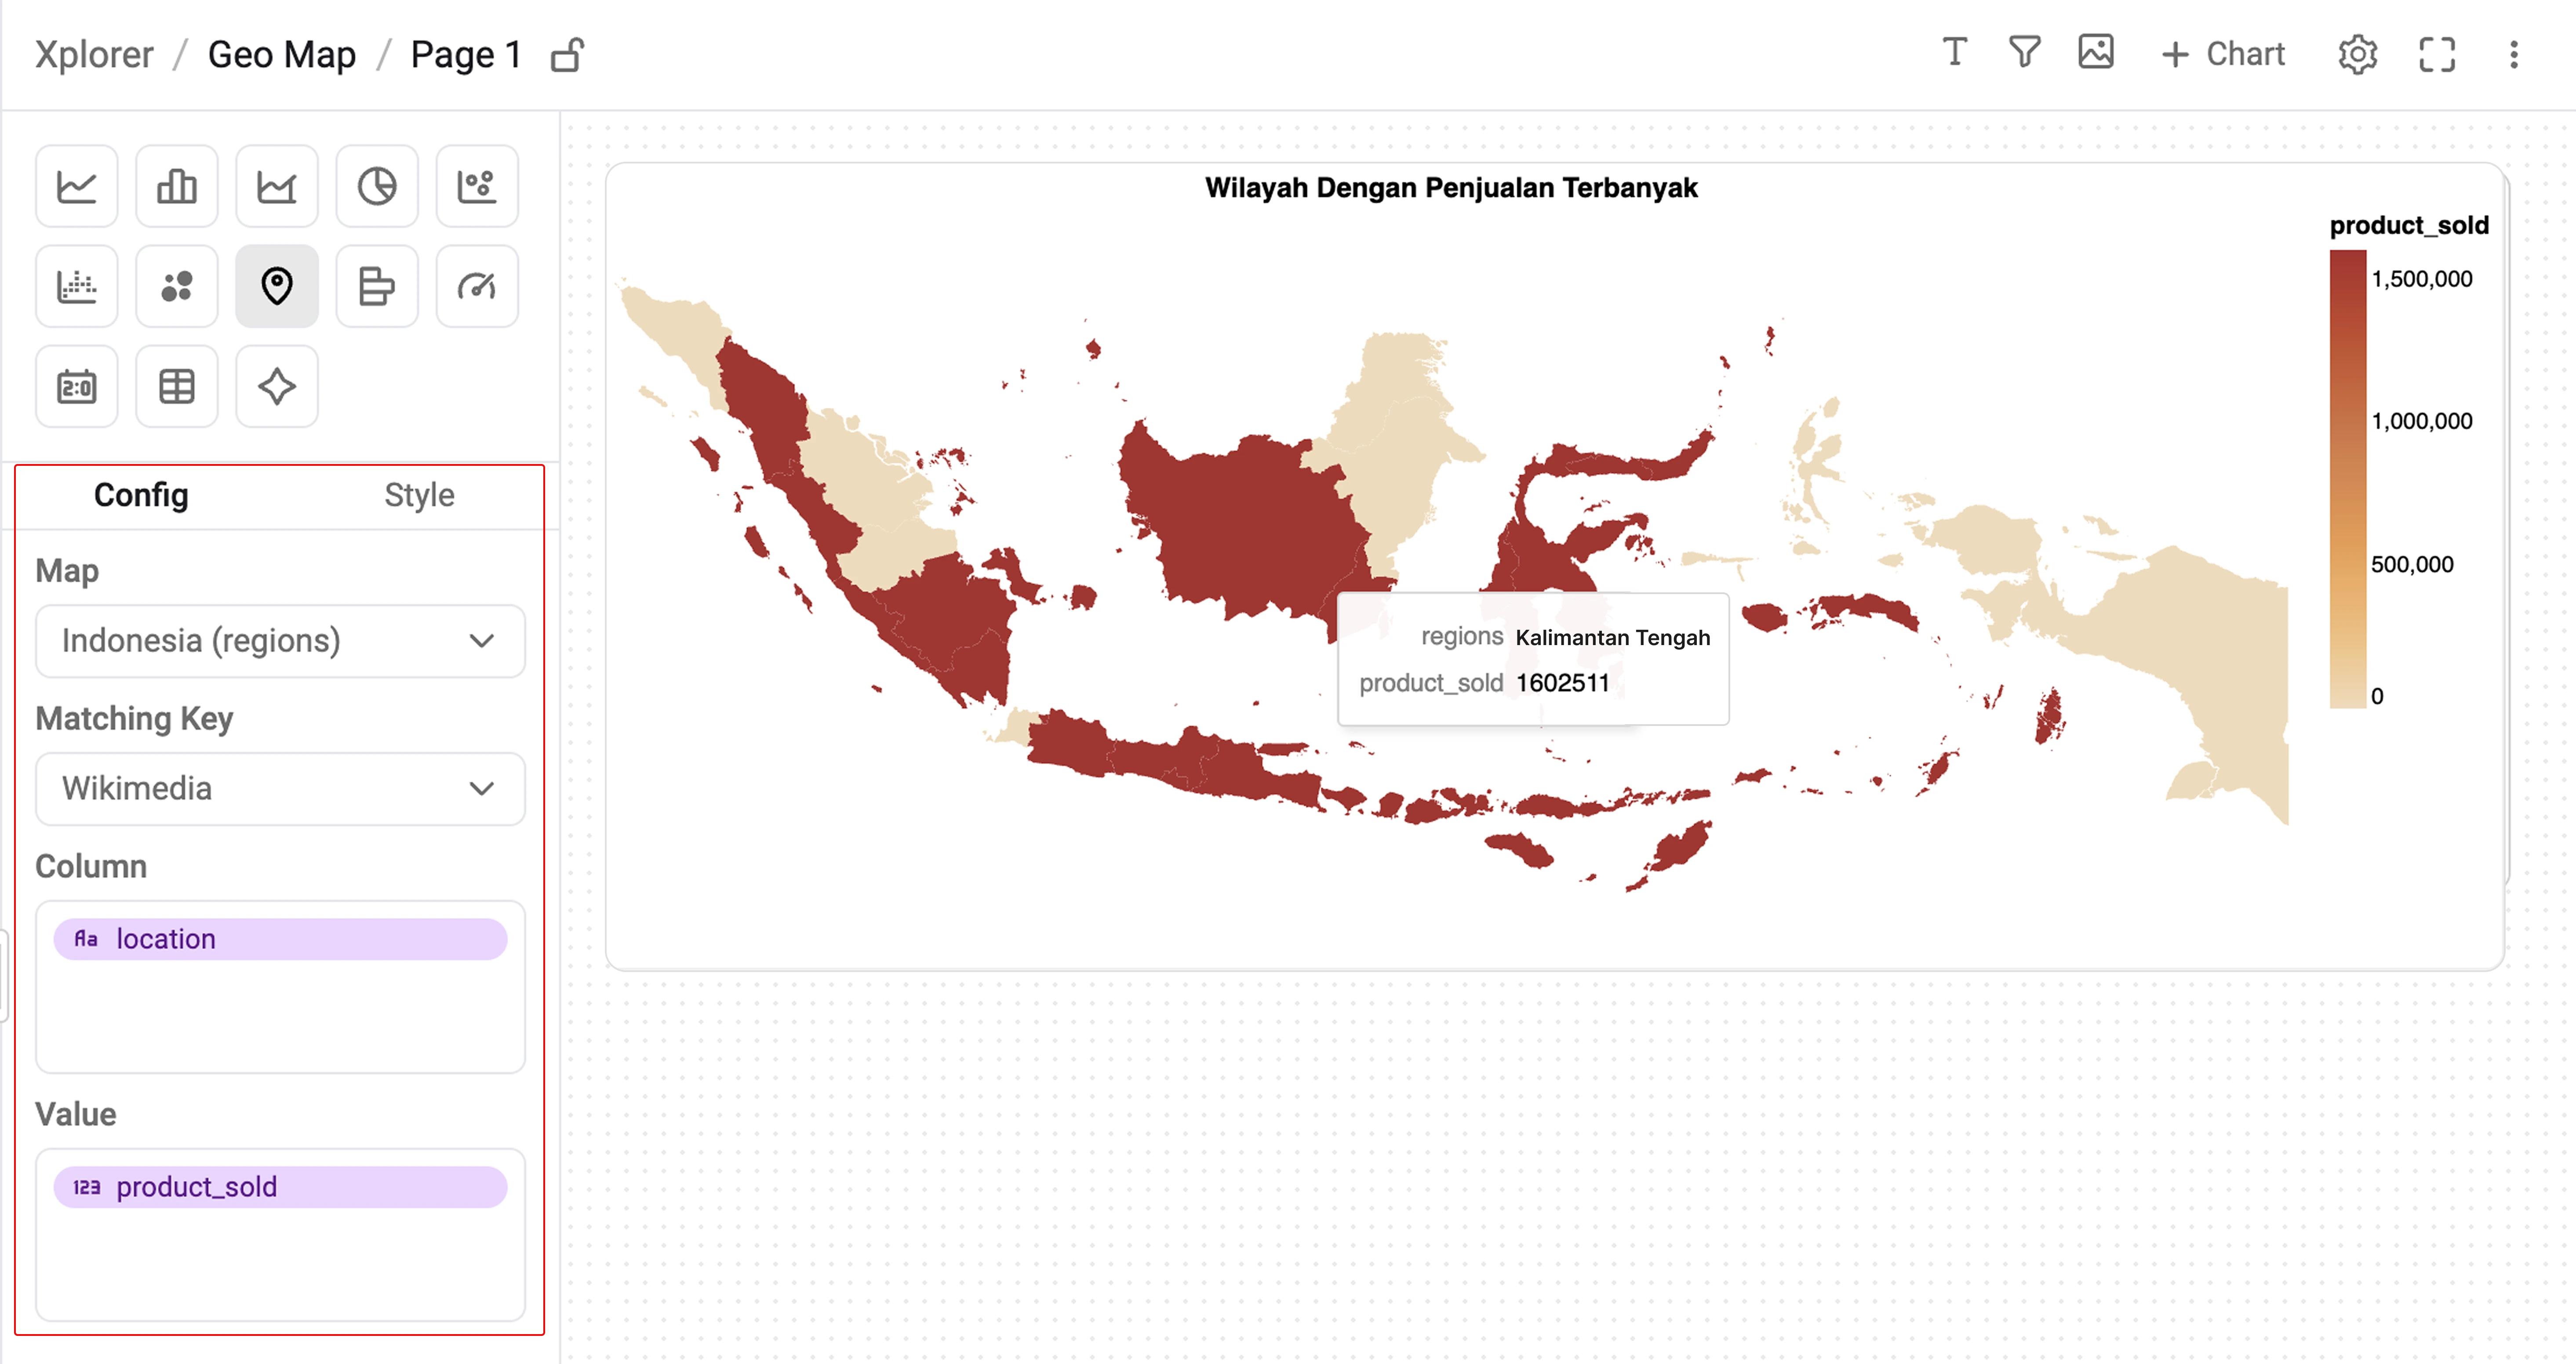 Xplorer / Geo Map / Page 1
+ Chart
2:0
Config Style
Map
Indonesia (regions)
Matching Key
Wikimedia
Column
Aa location
Value
123 product_sold
Wilayah Dengan Penjualan Terbanyak
product_sold
1,500,000
1,000,000
500,000
0
regions Kalimantan Tengah
product_sold 1602511